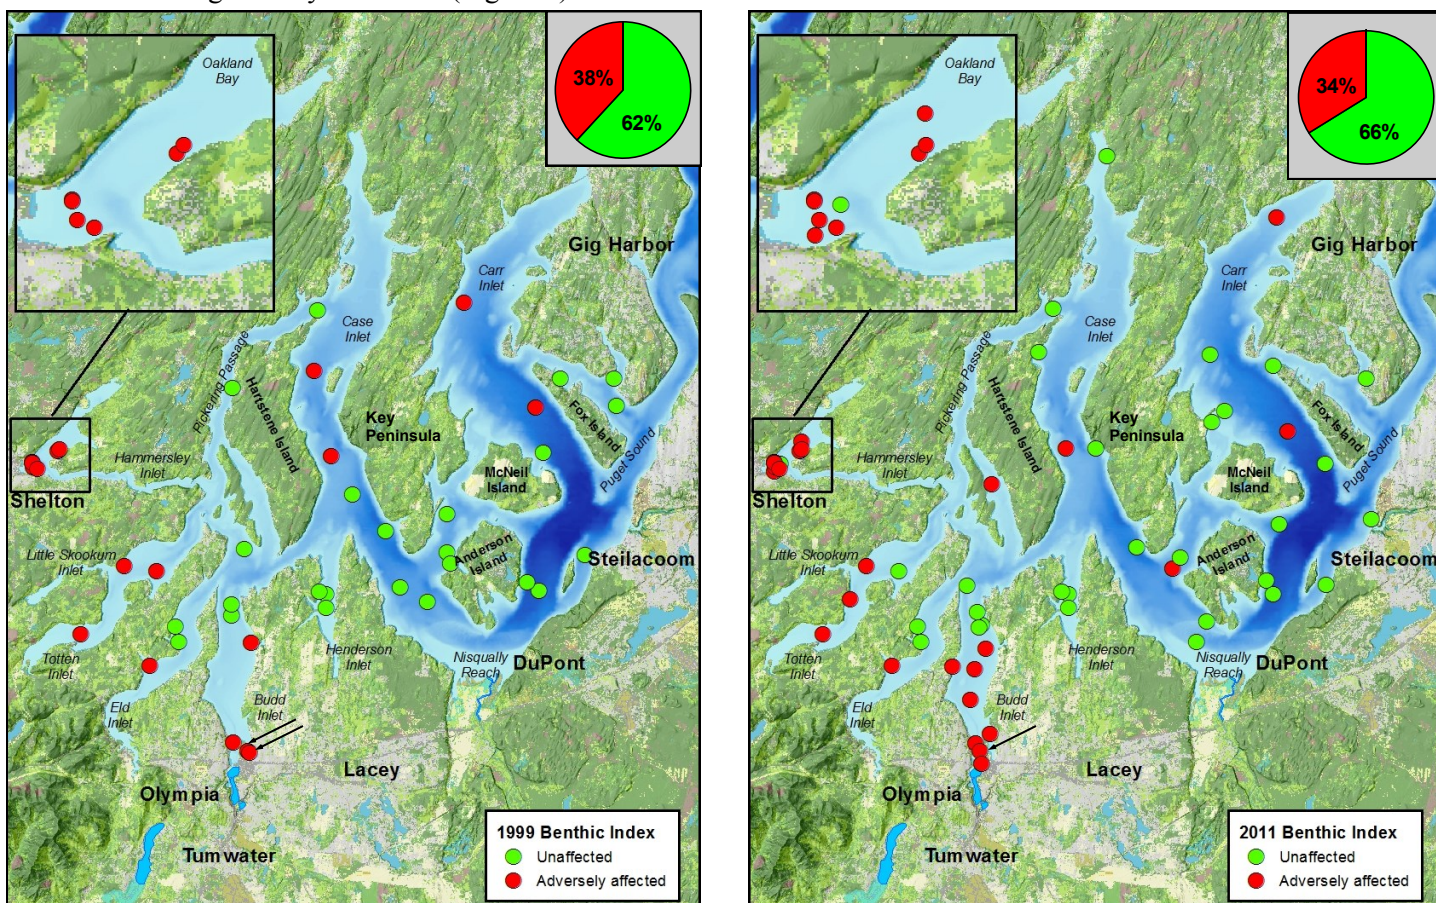 Oakland
Bay
38%
62%
Gig Harbor
Carr
Inlet
Case
Inlet
Pickering Passage
Hartstene Island
Key
Peninsula
Fox Island
Puget Sound
Hammersley
Inlet
McNeil
Island
Shelton
Little Skookum
Inlet
Anderson
Island
Steilacoom
Totten
Inlet
Henderson
Inlet
Nisqually
Reach
DuPont
Eld
Inlet
Budd
Inlet
Lacey
Olympia
Tumwater
1999 Benthic Index
Unaffected
Adversely affected
Oakland
Bay
34%
66%
Gig Harbor
Carr
Inlet
Case
Inlet
Pickering Passage
Hartstene Island
Key
Peninsula
Fox Island
Puget Sound
Hammersley
Inlet
McNeil
Island
Shelton
Little Skookum
Inlet
Anderson
Island
Steilacoom
Totten
Inlet
Henderson
Inlet
Nisqually
Reach
DuPont
Eld
Inlet
Budd
Inlet
Lacey
Olympia
Tumwater
2011 Benthic Index
Unaffected
Adversely affected